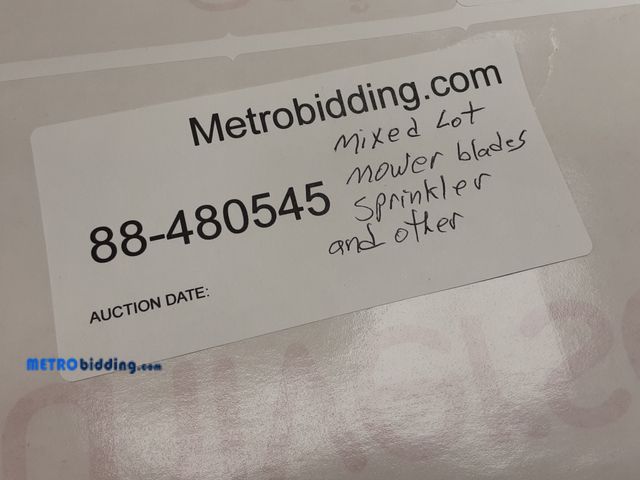 Metrobidding.com
Mixed Lot
Mower blades
88-480545
Sprinkler
and other
AUCTION DATE:
METRObidding.com